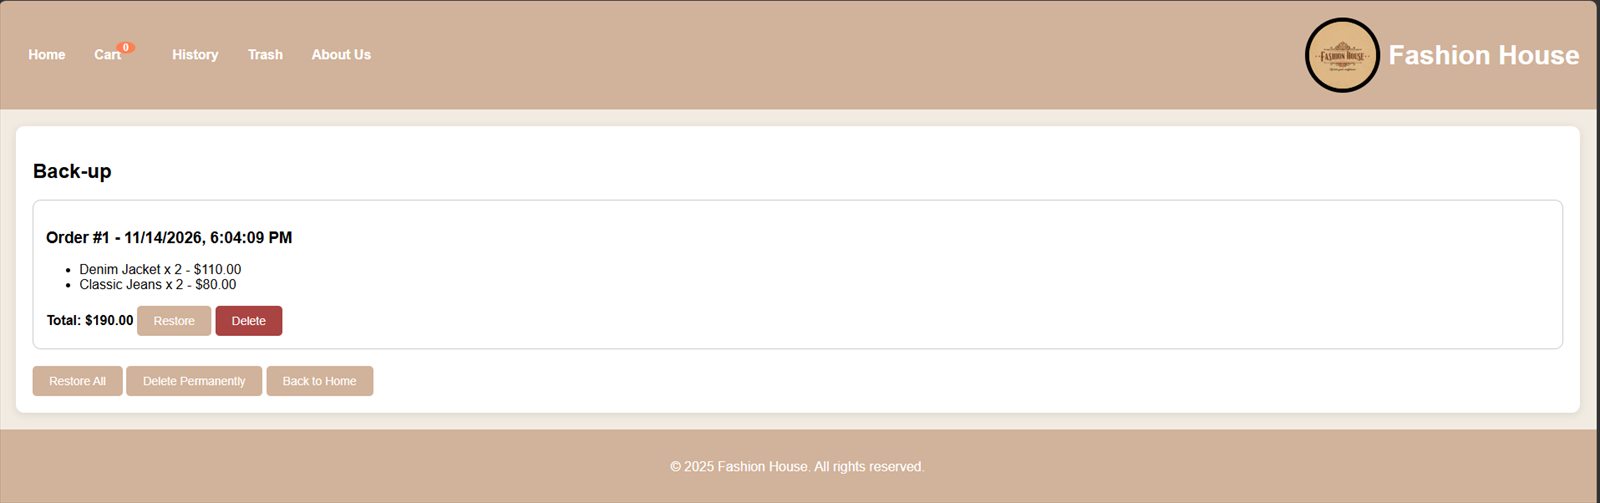 Home
Cart 0
History
Trash
About Us
FASHION HOUSE
Fashion House
Back-up
Order #1 - 11/14/2026, 6:04:09 PM
Denim Jacket x 2 - $110.00
Classic Jeans x 2 - $80.00
Total: $190.00 Restore Delete
Restore All Delete Permanently Back to Home
© 2025 Fashion House. All rights reserved.